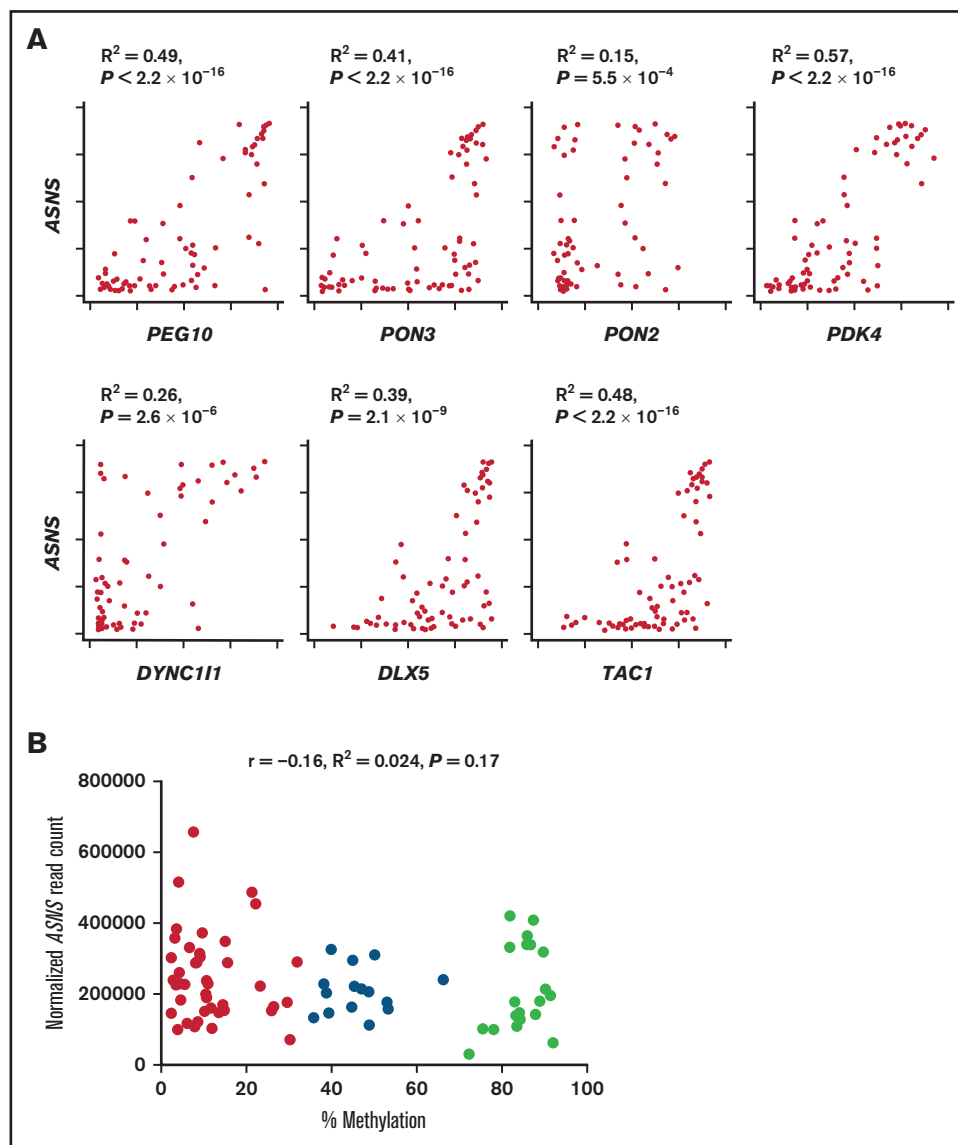 A
R² = 0.49,
P < 2.2 × 10⁻¹⁶
R² = 0.41,
P < 2.2 × 10⁻¹⁶
R² = 0.15,
P = 5.5 × 10⁻⁴
R² = 0.57,
P < 2.2 × 10⁻¹⁶
ASNS
PEG10
PON3
PON2
PDK4
R² = 0.26,
P = 2.6 × 10⁻⁶
R² = 0.39,
P = 2.1 × 10⁻⁹
R² = 0.48,
P < 2.2 × 10⁻¹⁶
ASNS
DYNC1I1
DLX5
TAC1
B
r = −0.16, R² = 0.024, P = 0.17
Normalized ASNS read count
800000
600000
400000
200000
0
0 20 40 60 80 100
% Methylation